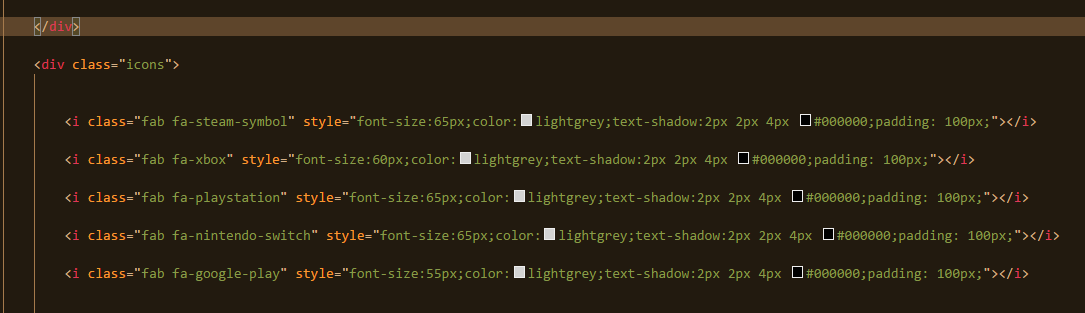 </div>
<div class="icons">
<i class="fab fa-steam-symbol" style="font-size:65px;color:lightgrey;text-shadow:2px 2px 4px #000000;padding: 100px;"></i>
<i class="fab fa-xbox" style="font-size:60px;color:lightgrey;text-shadow:2px 2px 4px #000000;padding: 100px;"></i>
<i class="fab fa-playstation" style="font-size:65px;color:lightgrey;text-shadow:2px 2px 4px #000000;padding: 100px;"></i>
<i class="fab fa-nintendo-switch" style="font-size:65px;color:lightgrey;text-shadow:2px 2px 4px #000000;padding:100px;"></i>
<i class="fab fa-google-play" style="font-size:55px;color:lightgrey;text-shadow:2px 2px 4px #000000;padding: 100px;"></i>